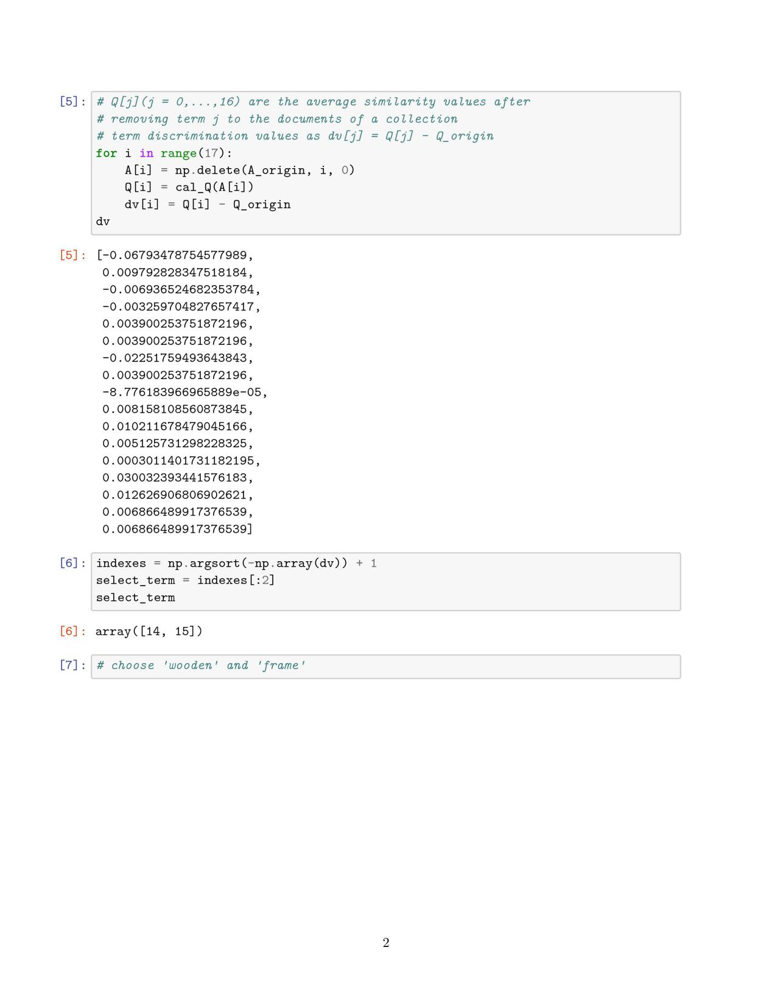 [5]: # Q[j](j = 0,...,16) are the average similarity values after
# removing term j to the documents of a collection
# term discrimination values as dv[j] = Q[j] - Q_origin
for i in range(17):
    A[i] = np.delete(A_origin, i, 0)
    Q[i] = cal_Q(A[i])
    dv[i] = Q[i] - Q_origin
dv
[5]: [-0.06793478754577989,
0.009792828347518184,
-0.006936524682353784,
-0.003259704827657417,
0.003900253751872196,
0.003900253751872196,
-0.02251759493643843,
0.003900253751872196,
-8.776183966965889e-05,
0.008158108560873845,
0.010211678479045166,
0.005125731298228325,
0.0003011401731182195,
0.030032393441576183,
0.012626906806902621,
0.006866489917376539,
0.006866489917376539]
[6]: indexes = np.argsort(-np.array(dv)) + 1
select_term = indexes[:2]
select_term
[6]: array([14, 15])
[7]: # choose 'wooden' and 'frame'
2